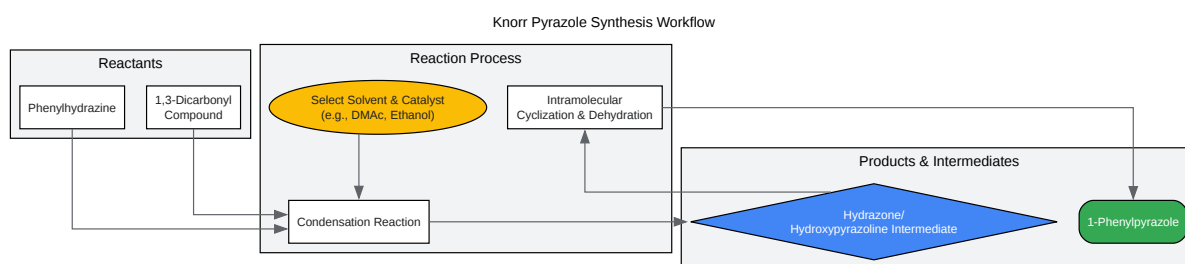 Knorr Pyrazole Synthesis Workflow
Reactants
Phenylhydrazine
1,3-Dicarbonyl
Compound
Reaction Process
Select Solvent & Catalyst
(e.g., DMAc, Ethanol)
Intramolecular
Cyclization & Dehydration
Condensation Reaction
Products & Intermediates
Hydrazone/
Hydroxypyrazoline Intermediate
1-Phenylpyrazole